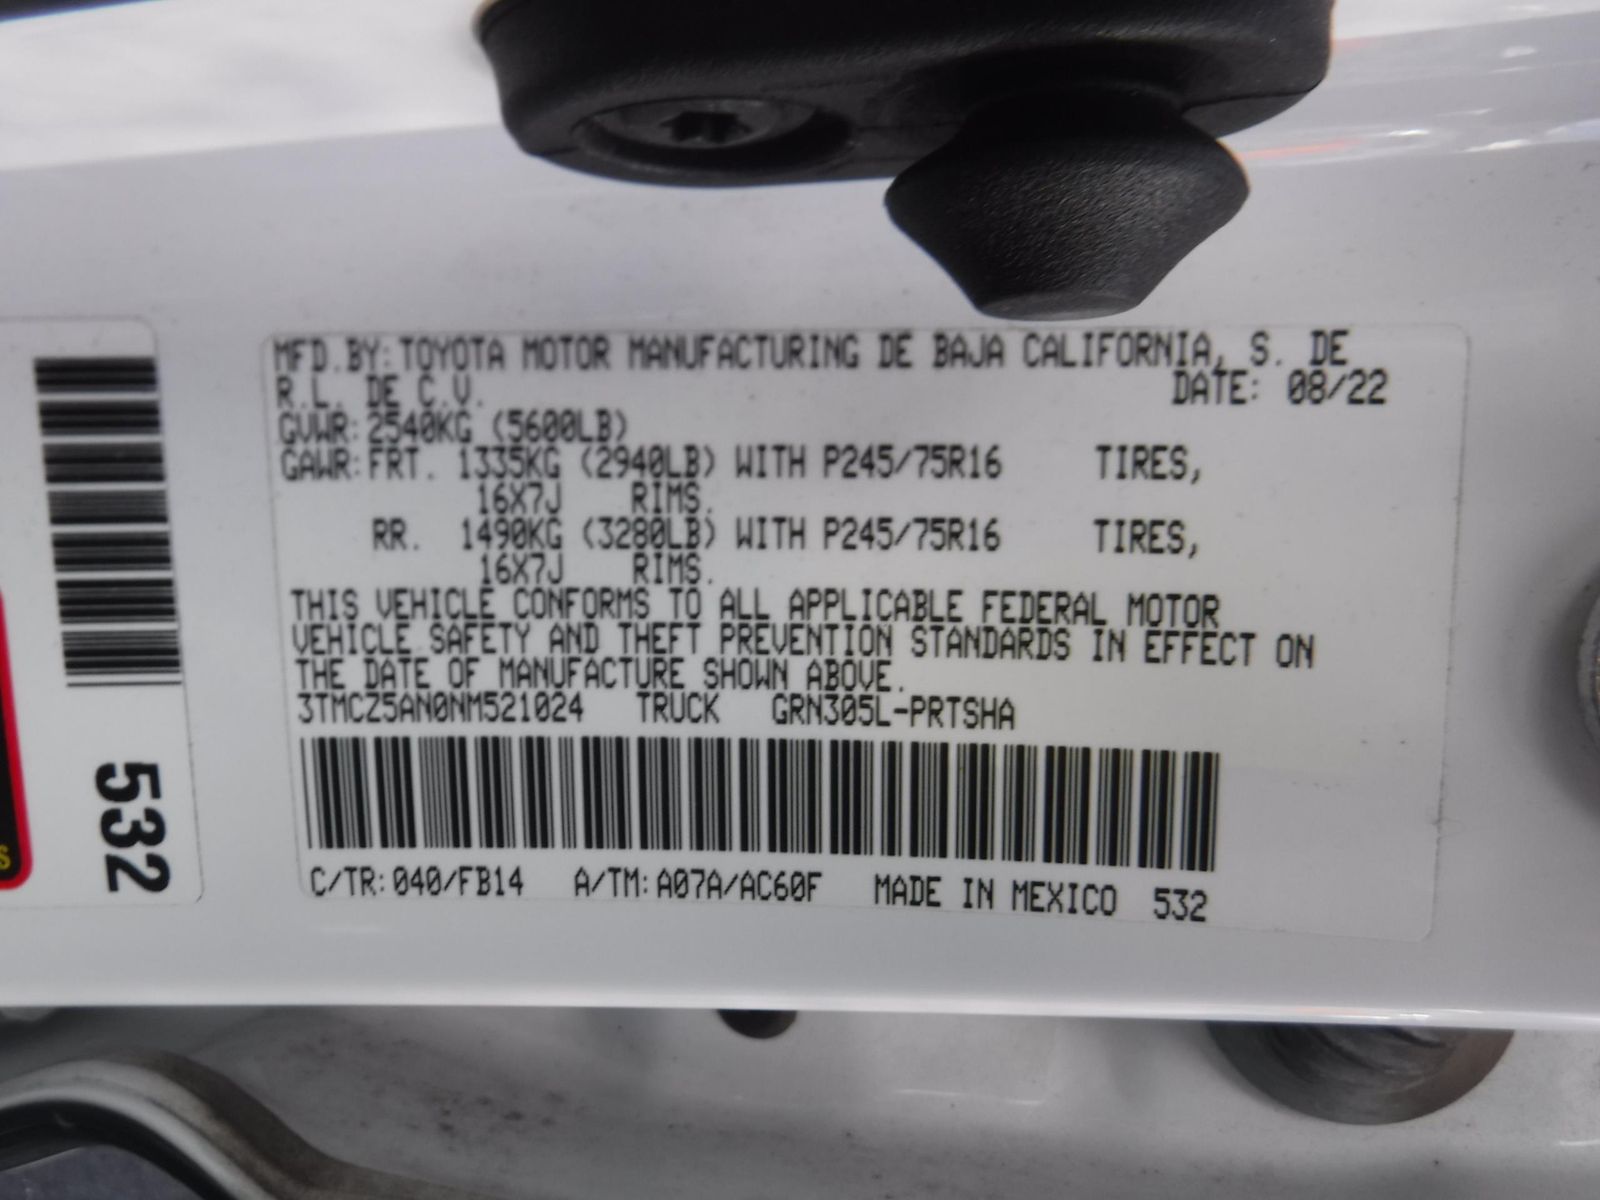 MFD.BY:TOYOTA MOTOR MANUFACTURING DE BAJA CALIFORNIA, S. DE
R.L. DE C.V. DATE: 08/22
GVWR:2540KG (5600LB)
GAWR:FRT. 1335KG (2940LB) WITH P245/75R16 TIRES,
16X7J RIMS.
RR. 1490KG (3280LB) WITH P245/75R16 TIRES,
16X7J RIMS.
THIS VEHICLE CONFORMS TO ALL APPLICABLE FEDERAL MOTOR
VEHICLE SAFETY AND THEFT PREVENTION STANDARDS IN EFFECT ON
THE DATE OF MANUFACTURE SHOWN ABOVE.
3TMCZ5AN0NM521024 TRUCK GRN305L-PRTSHA
C/TR:040/FB14 A/TM:A07A/AC60F MADE IN MEXICO 532
532
S